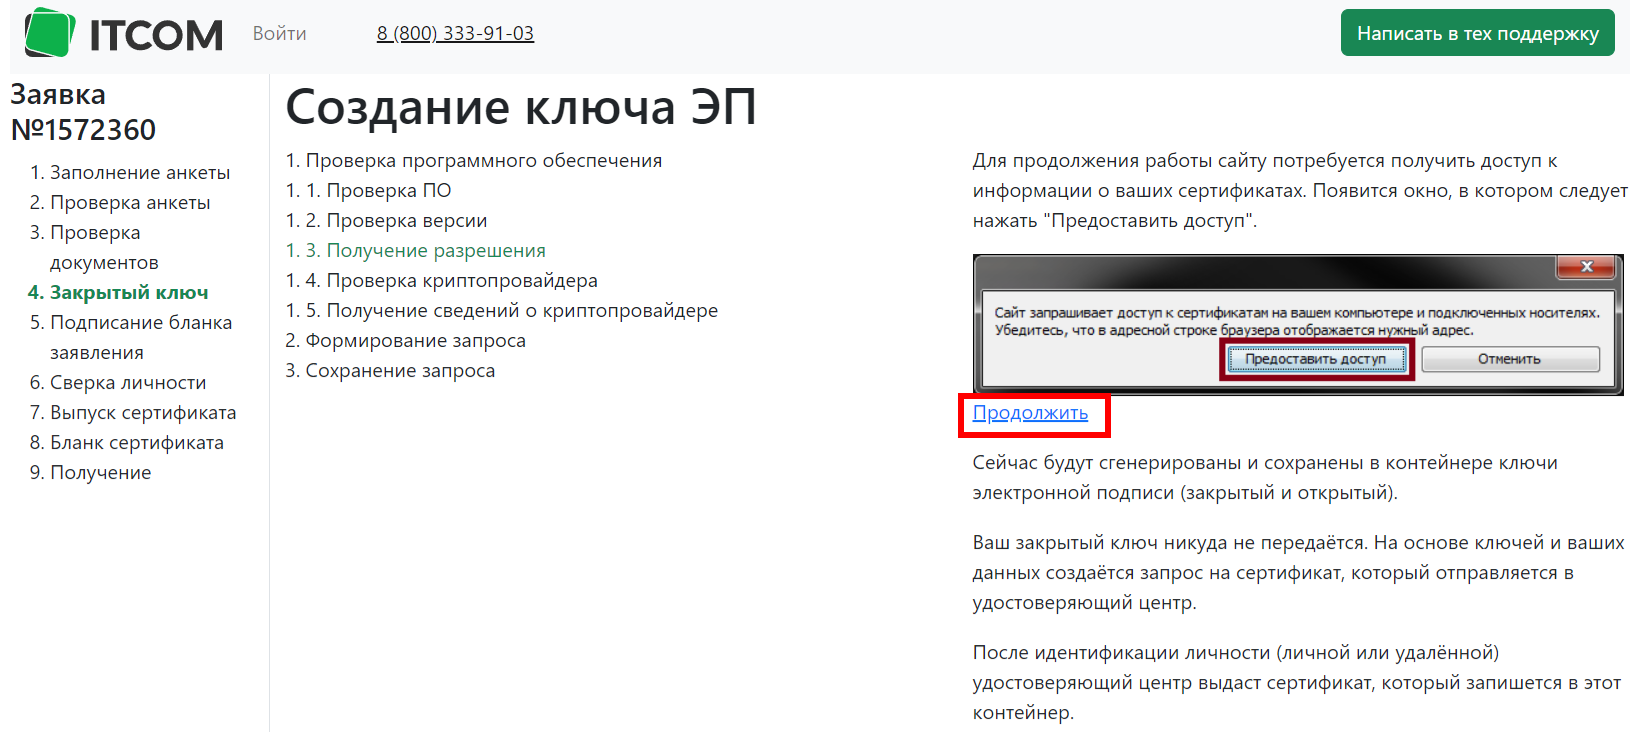 ITCOM
Войти
8 (800) 333-91-03
Написать в тех поддержку
Заявка
№1572360
1. Заполнение анкеты
2. Проверка анкеты
3. Проверка
документов
4. Закрытый ключ
5. Подписание бланка
заявления
6. Сверка личности
7. Выпуск сертификата
8. Бланк сертификата
9. Получение
Создание ключа ЭП
1. Проверка программного обеспечения
1. 1. Проверка ПО
1. 2. Проверка версии
1. 3. Получение разрешения
1. 4. Проверка криптопровайдера
1. 5. Получение сведений о криптопровайдере
2. Формирование запроса
3. Сохранение запроса
Для продолжения работы сайту потребуется получить доступ к
информации о ваших сертификатах. Появится окно, в котором следует
нажать "Предоставить доступ".
Сайт запрашивает доступ к сертификатам на вашем компьютере и подключенных носителях.
Убедитесь, что в адресной строке браузера отображается нужный адрес.
Предоставить доступ
Отменить
Продолжить
Сейчас будут сгенерированы и сохранены в контейнере ключи
электронной подписи (закрытый и открытый).
Ваш закрытый ключ никуда не передаётся. На основе ключей и ваших
данных создаётся запрос на сертификат, который отправляется в
удостоверяющий центр.
После идентификации личности (личной или удалённой)
удостоверяющий центр выдаст сертификат, который запишется в этот
контейнер.